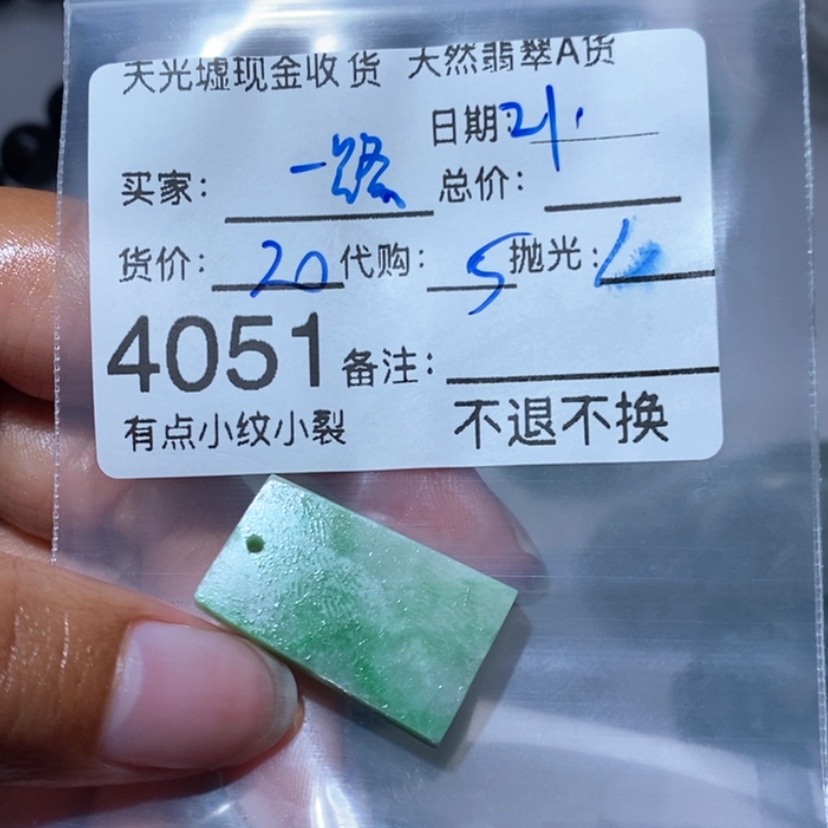 天光墟现金收货 天然翡翠A货
日期:21.
买家: 一路 总价:
货价: 20 代购: 5 抛光:
4051 备注:
有点小纹小裂 不退不换